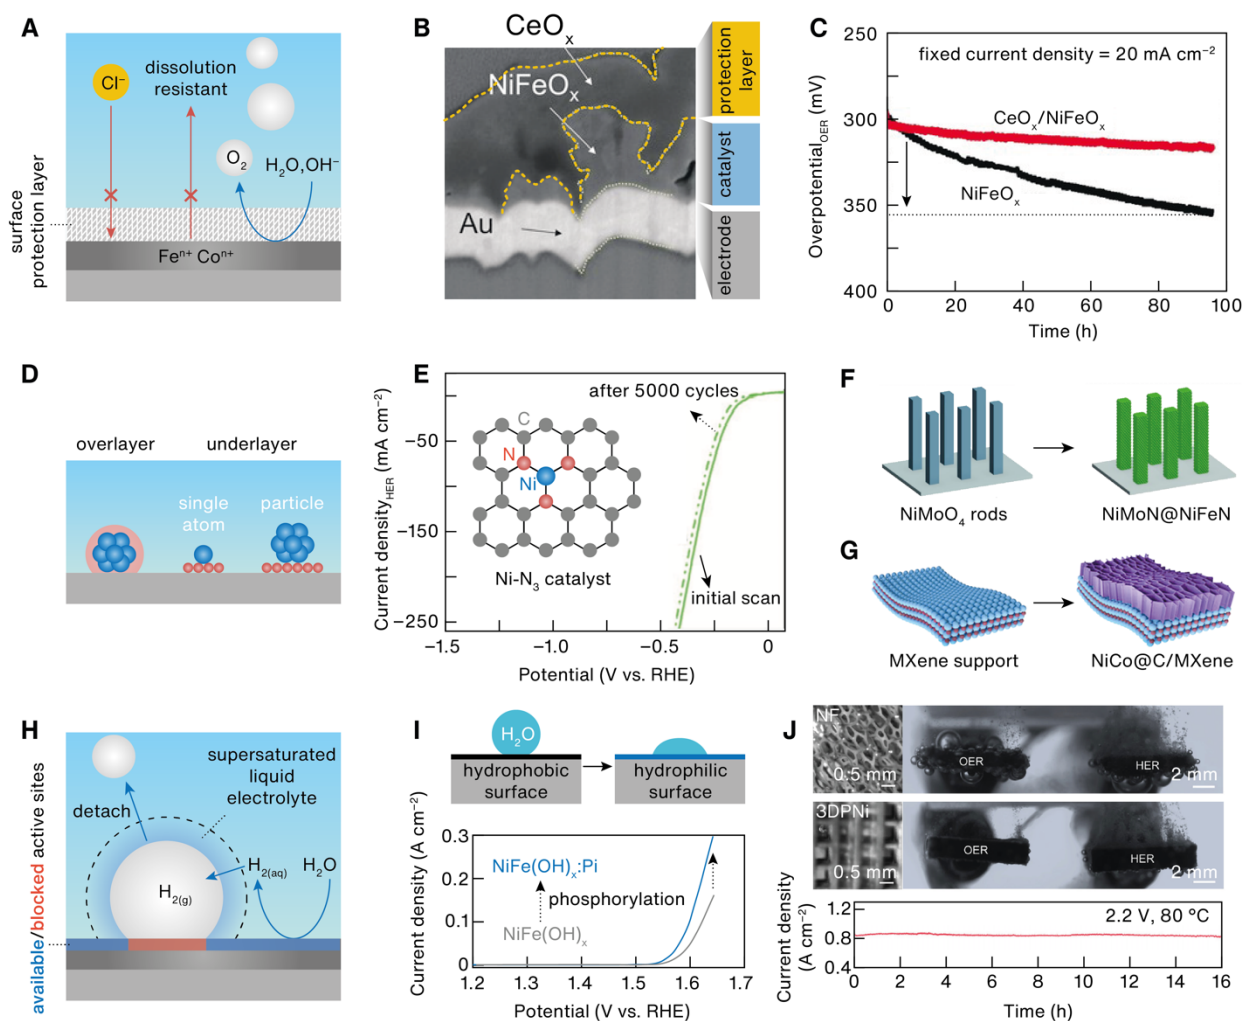 A
Cl⁻
dissolution
resistant
O₂
H₂O,OH⁻
surface
protection layer
Feⁿ⁺ Coⁿ⁺
B
CeOₓ
NiFeOₓ
Au
protection
layer
catalyst
electrode
C
fixed current density = 20 mA cm⁻²
CeOₓ/NiFeOₓ
NiFeOₓ
250
300
350
400
Overpotential_OER (mV)
0 20 40 60 80 100
Time (h)
D
overlayer
underlayer
single
atom
particle
E
after 5000 cycles
C
N
Ni
Ni-N₃ catalyst
initial scan
−50
−150
−250
Current density_HER (mA cm⁻²)
−1.5 −1.0 −0.5 0
Potential (V vs. RHE)
F
NiMoO₄ rods
NiMoN@NiFeN
G
MXene support
NiCo@C/MXene
H
supersaturated
liquid
electrolyte
detach
H₂(g)
H₂(aq)
H₂O
available/blocked active sites
I
H₂O
hydrophobic
surface
hydrophilic
surface
NiFe(OH)ₓ:Pi
phosphorylation
NiFe(OH)ₓ
0.3
0.2
0.1
0
Current density (A cm⁻²)
1.2 1.3 1.4 1.5 1.6 1.7
Potential (V vs. RHE)
J
NF
0.5 mm
OER
HER
2 mm
3DPNi
0.5 mm
OER
HER
2 mm
2.2 V, 80 °C
1.2
0.8
0.4
Current density
(A cm⁻²)
0 2 4 6 8 10 12 14 16
Time (h)